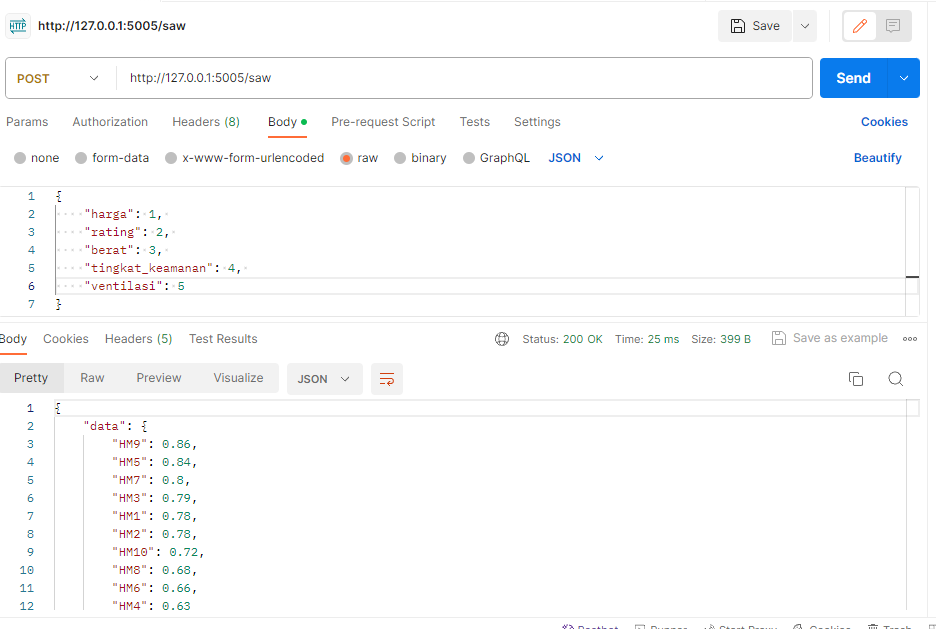 HTTP http://127.0.0.1:5005/saw Save
POST http://127.0.0.1:5005/saw Send
Params Authorization Headers (8) Body Pre-request Script Tests Settings Cookies
none form-data x-www-form-urlencoded raw binary GraphQL JSON Beautify
1 {
2 "harga": 1,
3 "rating": 2,
4 "berat": 3,
5 "tingkat_keamanan": 4,
6 "ventilasi": 5
7 }
Body Cookies Headers (5) Test Results Status: 200 OK Time: 25 ms Size: 399 B Save as example
Pretty Raw Preview Visualize JSON
1 {
2 "data": {
3 "HM9": 0.86,
4 "HM5": 0.84,
5 "HM7": 0.8,
6 "HM3": 0.79,
7 "HM1": 0.78,
8 "HM2": 0.78,
9 "HM10": 0.72,
10 "HM8": 0.68,
11 "HM6": 0.66,
12 "HM4": 0.63
Runner Start Proxy Cookies Trash